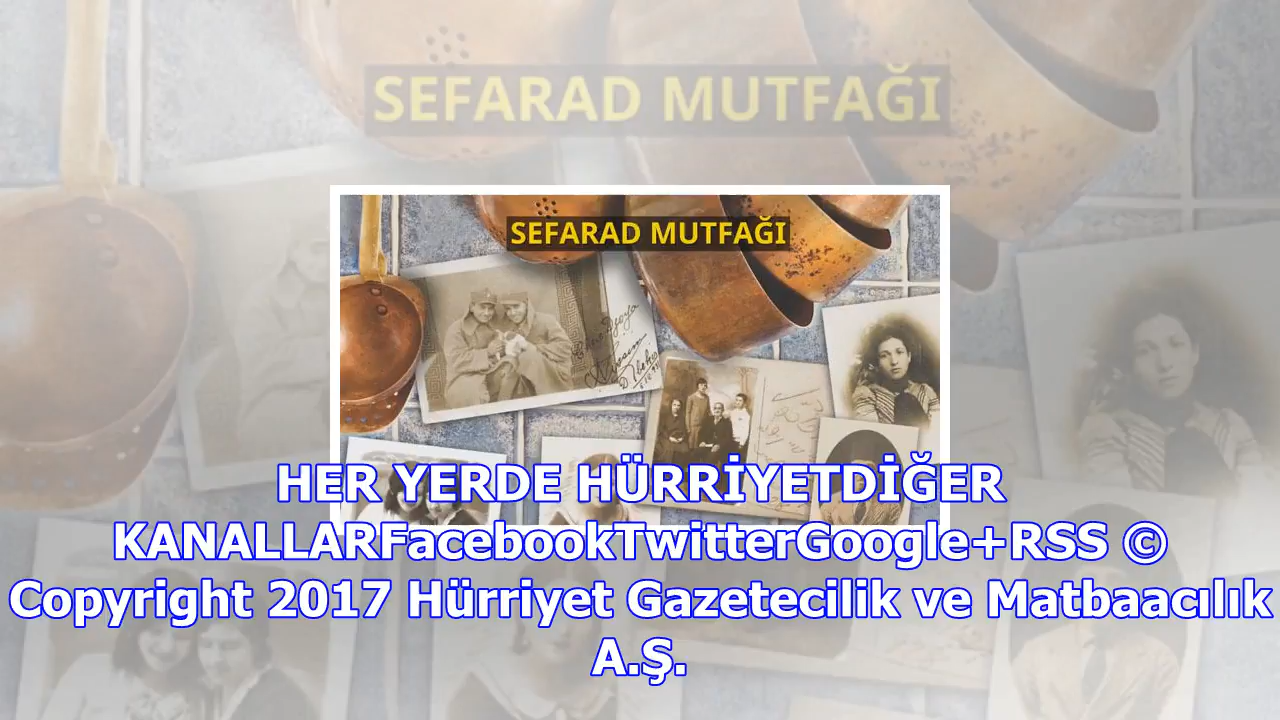 SEFARAD MUTFAĞI
SEFARAD MUTFAĞI
HER YERDE HÜRRİYETDİĞER
KANALLARFacebookTwitterGoogle+RSS ©
Copyright 2017 Hürriyet Gazetecilik ve Matbaacılık
A.Ş.